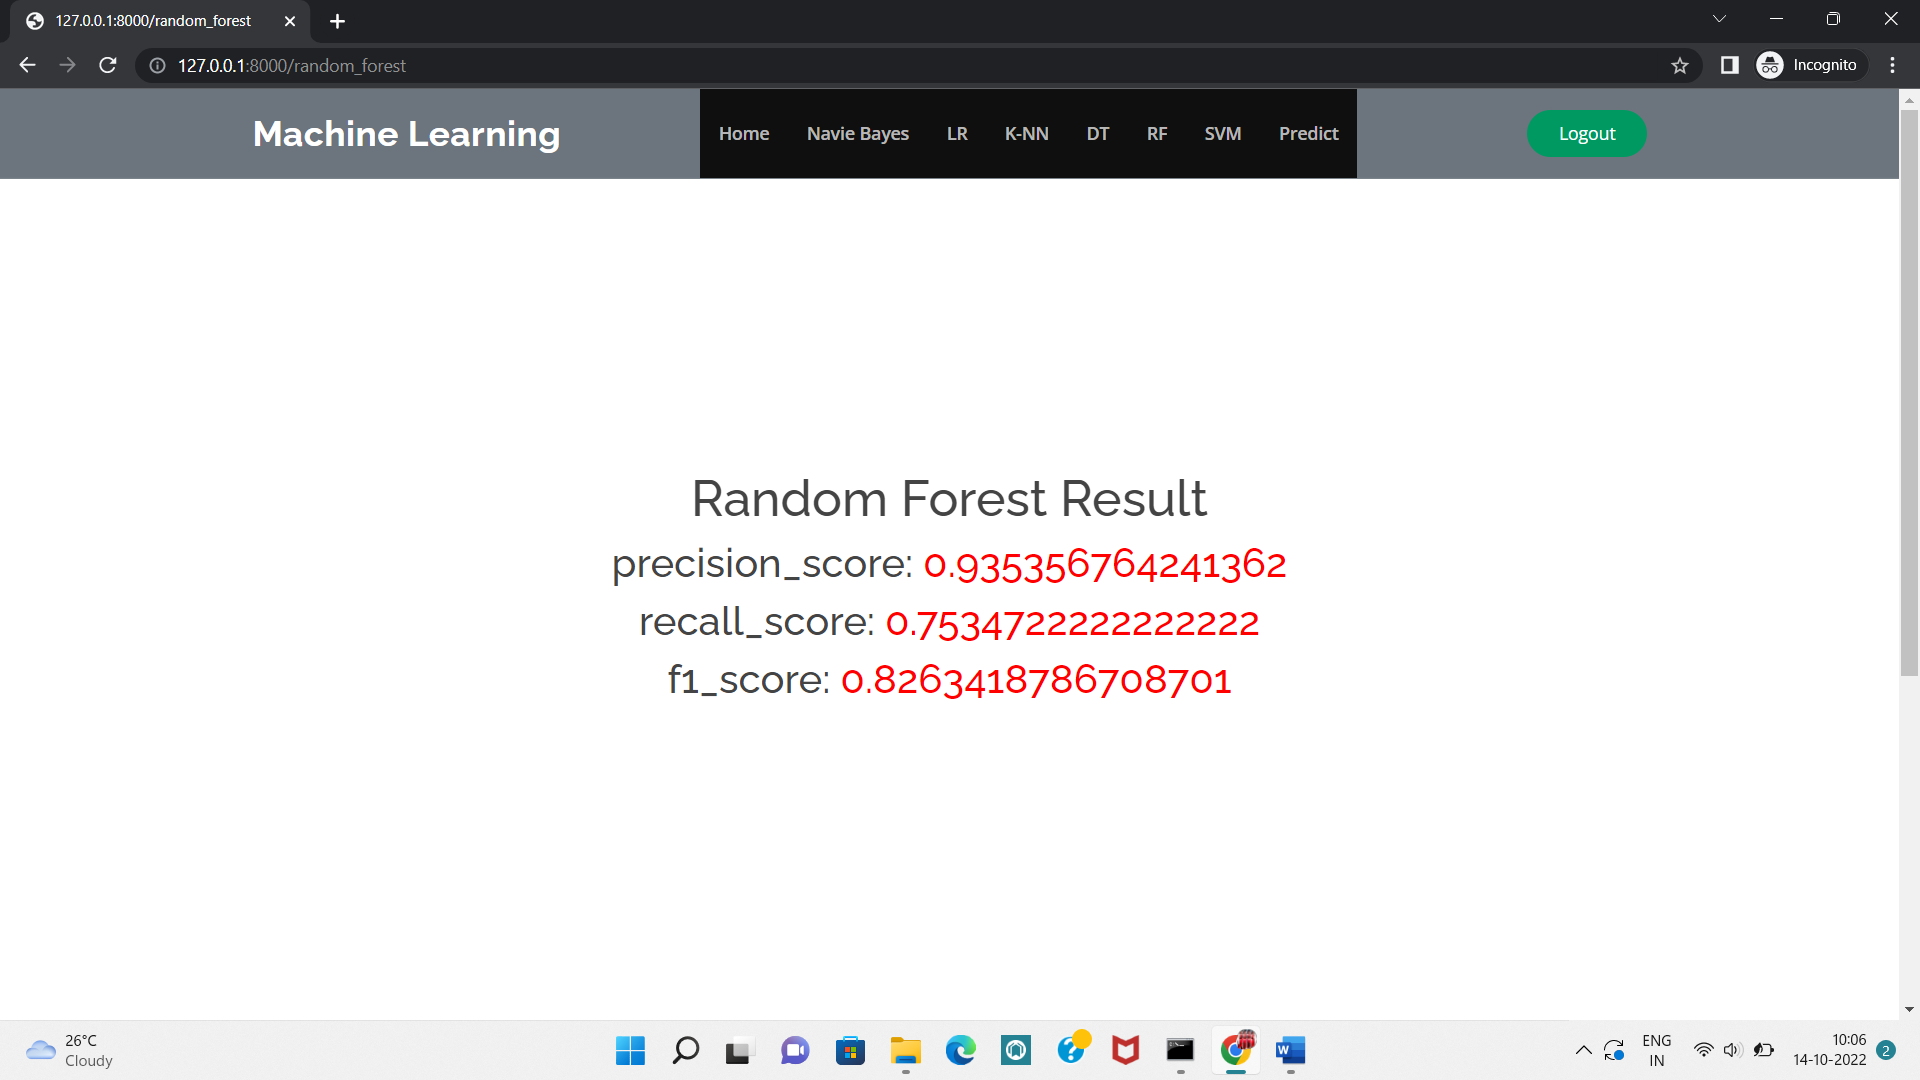 127.0.0.1:8000/random_forest
127.0.0.1:8000/random_forest
Incognito
Machine Learning
Home Navie Bayes LR K-NN DT RF SVM Predict
Logout
Random Forest Result
precision_score: 0.935356764241362
recall_score: 0.7534722222222222
f1_score: 0.8263418786708701
26°C
Cloudy
ENG
IN
10:06
14-10-2022
2